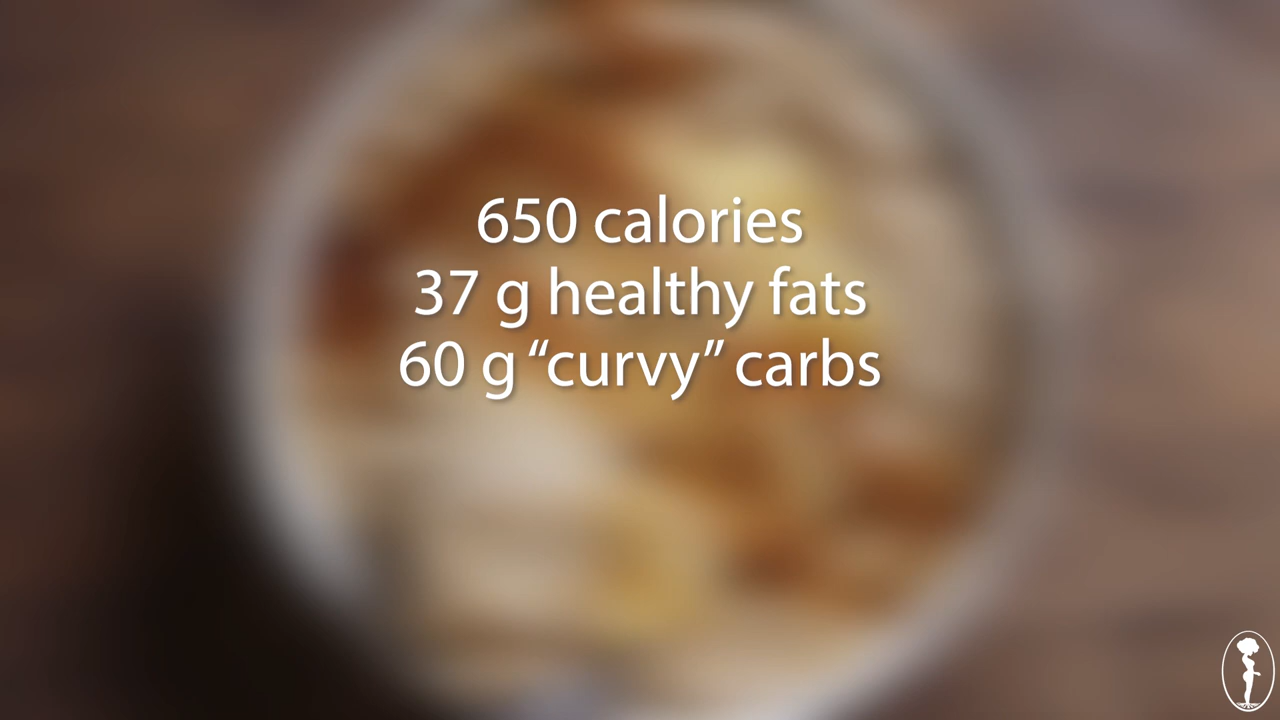 650 calories
37 g healthy fats
60 g “curvy” carbs